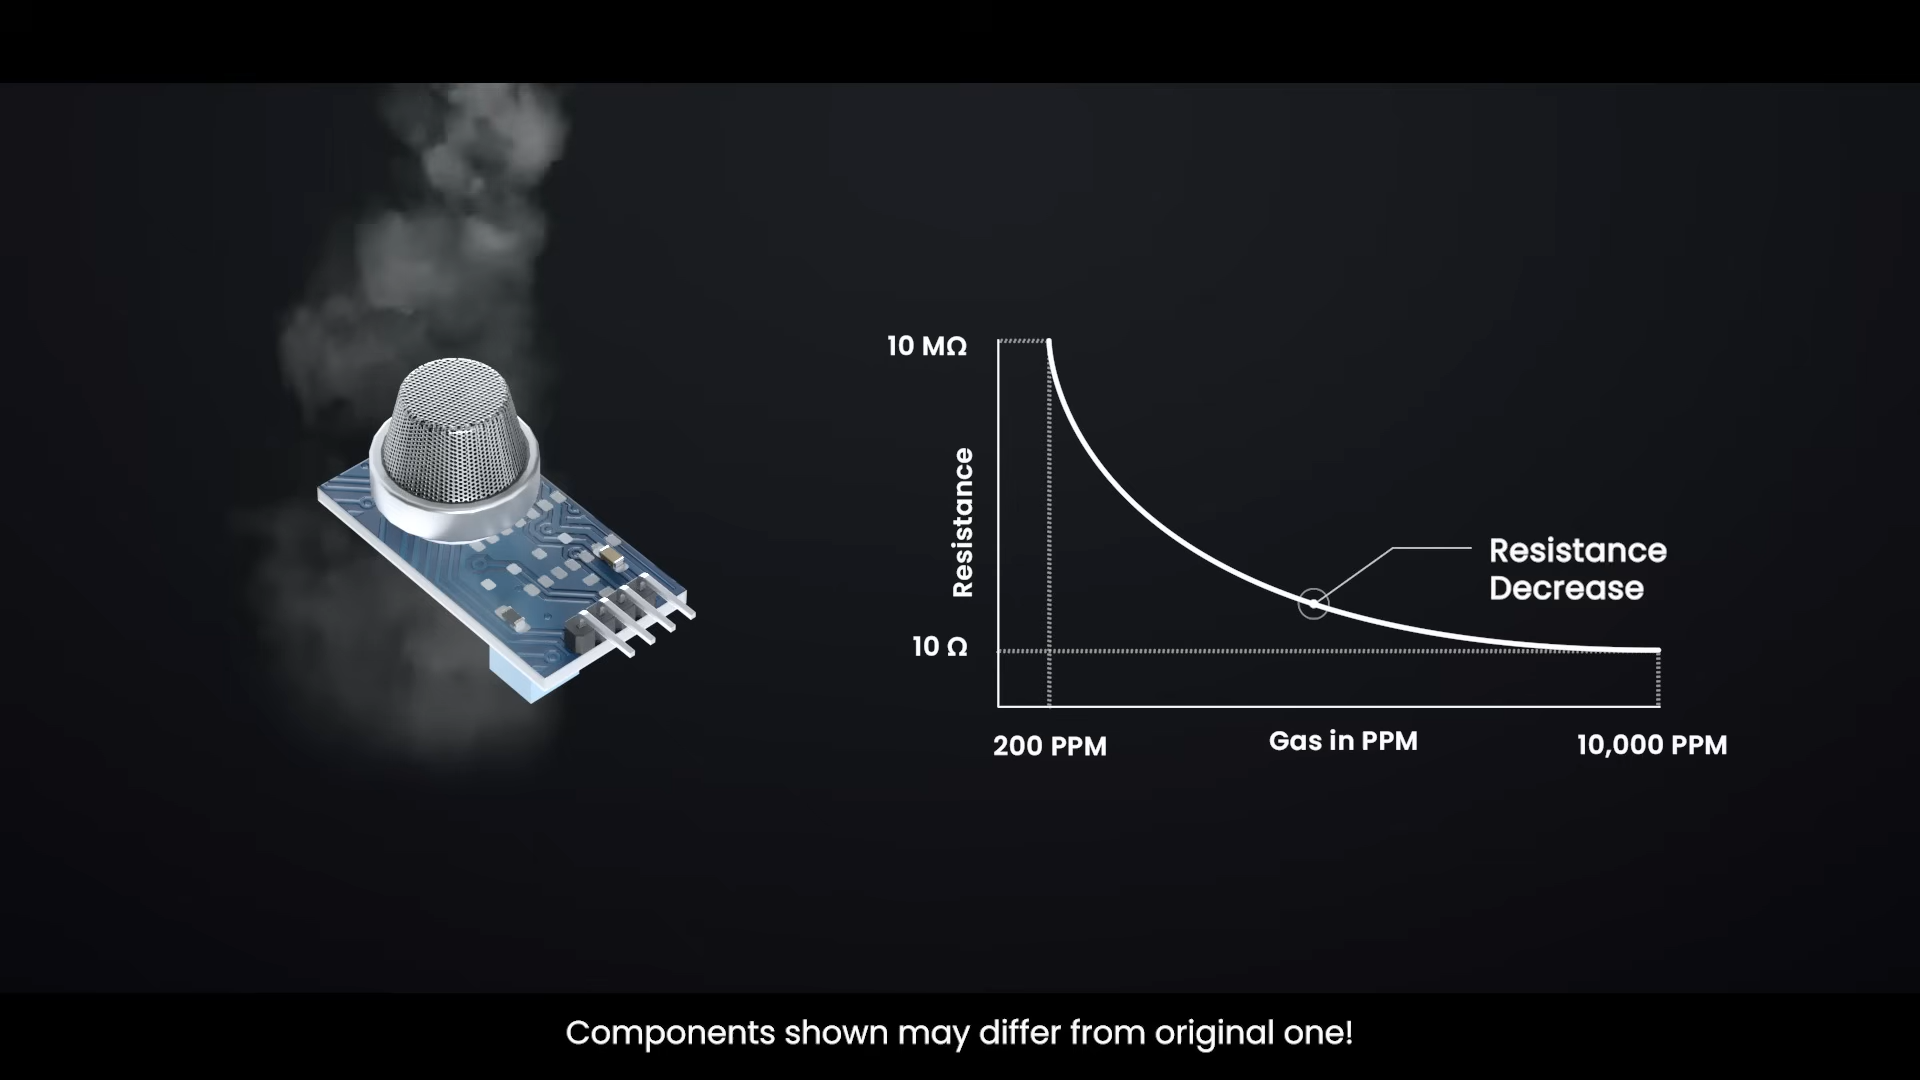 10 MΩ
Resistance
Resistance
Decrease
10 Ω
200 PPM
Gas in PPM
10,000 PPM
Components shown may differ from original one!